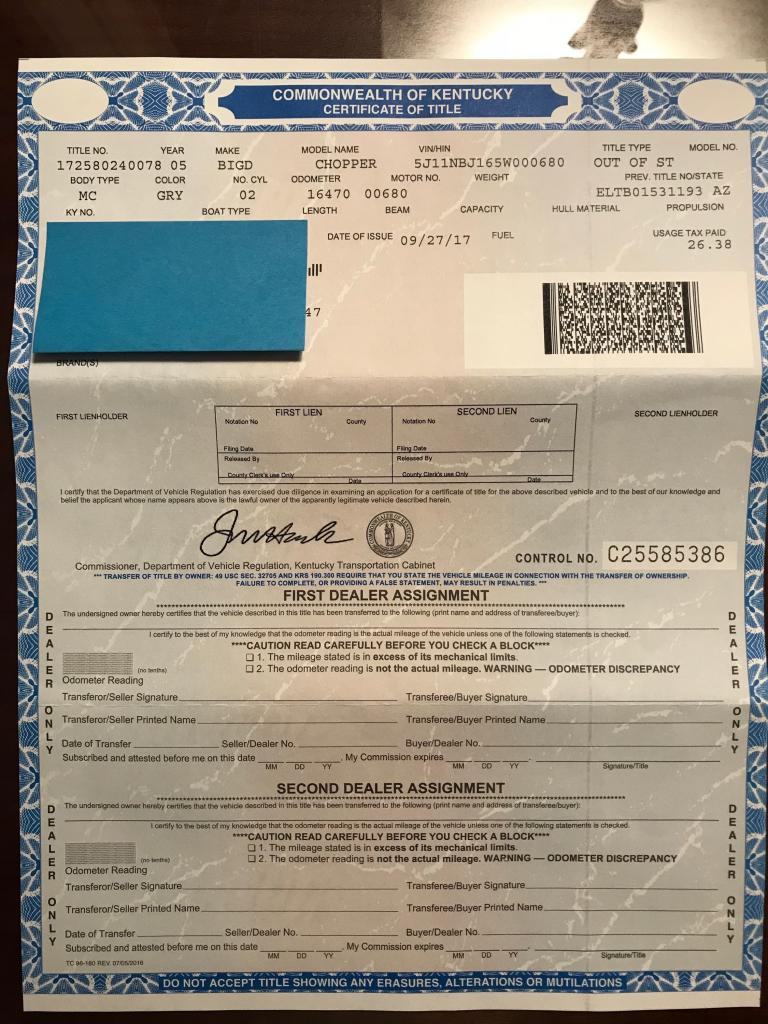 COMMONWEALTH OF KENTUCKY
CERTIFICATE OF TITLE
TITLE NO. YEAR MAKE MODEL NAME VIN/HIN TITLE TYPE MODEL NO.
172580240078 05 BIGD CHOPPER 5J11NBJ165W000680 OUT OF ST
BODY TYPE COLOR NO. CYL ODOMETER MOTOR NO. WEIGHT PREV. TITLE NO/STATE
MC GRY 02 16470 00680 ELTB01531193 AZ
KY NO. BOAT TYPE LENGTH BEAM CAPACITY HULL MATERIAL PROPULSION
DATE OF ISSUE 09/27/17 FUEL USAGE TAX PAID
26.38
47
BRAND(S)
FIRST LIENHOLDER FIRST LIEN SECOND LIEN SECOND LIENHOLDER
Notation No County Notation No County
Filing Date Filing Date
Released By Released By
County Clerk's use Only Date County Clerk's use Only Date
I certify that the Department of Vehicle Regulation has exercised due diligence in examining an application for a certificate of title for the above described vehicle and to the best of our knowledge and
belief the applicant whose name appears above is the lawful owner of the apparently legitimate vehicle described herein.
Commissioner, Department of Vehicle Regulation, Kentucky Transportation Cabinet
CONTROL NO. C25585386
*** TRANSFER OF TITLE BY OWNER: 49 USC SEC. 32705 AND KRS 190.300 REQUIRE THAT YOU STATE THE VEHICLE MILEAGE IN CONNECTION WITH THE TRANSFER OF OWNERSHIP.
FAILURE TO COMPLETE, OR PROVIDING A FALSE STATEMENT, MAY RESULT IN PENALTIES. ***
FIRST DEALER ASSIGNMENT
The undersigned owner hereby certifies that the vehicle described in this title has been transferred to the following (print name and address of transferee/buyer):
I certify to the best of my knowledge that the odometer reading is the actual mileage of the vehicle unless one of the following statements is checked.
****CAUTION READ CAREFULLY BEFORE YOU CHECK A BLOCK****
❑ 1. The mileage stated is in excess of its mechanical limits.
(no tenths) ❑ 2. The odometer reading is not the actual mileage. WARNING — ODOMETER DISCREPANCY
Odometer Reading
Transferor/Seller Signature Transferee/Buyer Signature
Transferor/Seller Printed Name Transferee/Buyer Printed Name
Date of Transfer Seller/Dealer No. Buyer/Dealer No.
Subscribed and attested before me on this date , My Commission expires
MM DD YY MM DD YY Signature/Title
DEALER ONLY
DEALER ONLY
SECOND DEALER ASSIGNMENT
The undersigned owner hereby certifies that the vehicle described in this title has been transferred to the following (print name and address of transferee/buyer):
I certify to the best of my knowledge that the odometer reading is the actual mileage of the vehicle unless one of the following statements is checked.
****CAUTION READ CAREFULLY BEFORE YOU CHECK A BLOCK****
❑ 1. The mileage stated is in excess of its mechanical limits.
(no tenths) ❑ 2. The odometer reading is not the actual mileage. WARNING — ODOMETER DISCREPANCY
Odometer Reading
Transferor/Seller Signature Transferee/Buyer Signature
Transferor/Seller Printed Name Transferee/Buyer Printed Name
Date of Transfer Seller/Dealer No. Buyer/Dealer No.
Subscribed and attested before me on this date , My Commission expires
MM DD YY MM DD YY Signature/Title
DEALER ONLY
DEALER ONLY
TC 96-180 REV. 07/05/2016
DO NOT ACCEPT TITLE SHOWING ANY ERASURES, ALTERATIONS OR MUTILATIONS